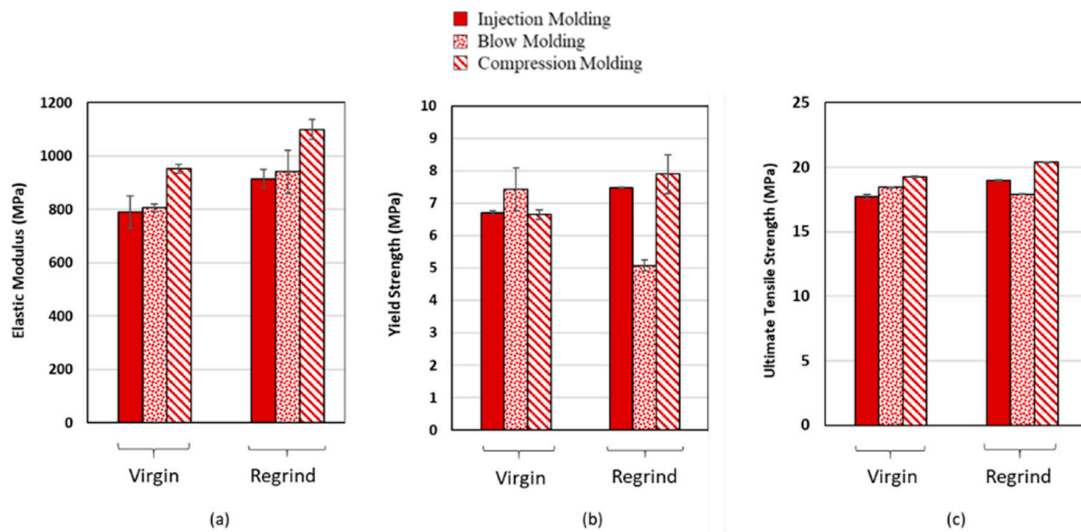 Injection Molding
Blow Molding
Compression Molding
Elastic Modulus (MPa)
1200
1000
800
600
400
200
0
Virgin
Regrind
(a)
Yield Strength (MPa)
10
9
8
7
6
5
4
3
2
1
0
Virgin
Regrind
(b)
Ultimate Tensile Strength (MPa)
25
20
15
10
5
0
Virgin
Regrind
(c)